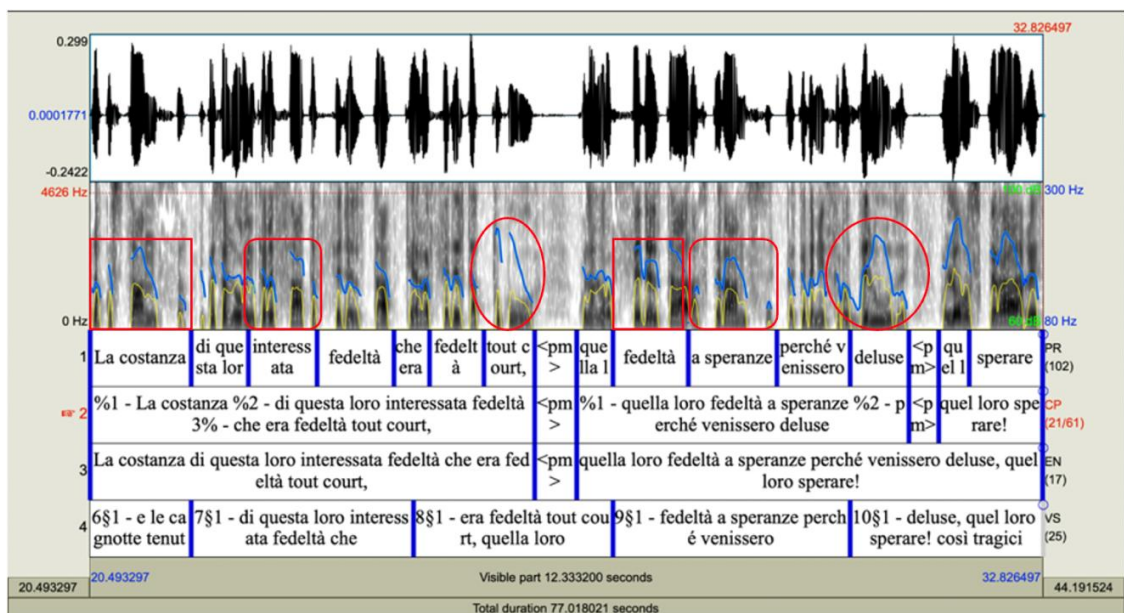 32.826497
0.299
0.0001771
-0.2422
4626 Hz
100 dB
300 Hz
0 Hz
60 dB
80 Hz
1
La costanza
di que
sta lor
interess
ata
fedeltà
che
era
fedelt
à
tout c
ourt,
<pm
>
que
lla l
fedeltà
a speranze
perché v
enissero
deluse
<p
m>
qu
el l
sperare
PR
(102)
☞ 2
%1 - La costanza %2 - di questa loro interessata fedeltà
3% - che era fedeltà tout court,
<pm
>
%1 - quella loro fedeltà a speranze %2 - p
erché venissero deluse
<p
m>
quel loro spe
rare!
CP
(21/61)
3
La costanza di questa loro interessata fedeltà che era fed
eltà tout court,
<pm
>
quella loro fedeltà a speranze perché venissero deluse, quel
loro sperare!
EN
(17)
4
6§1 - e le ca
gnotte tenut
7§1 - di questa loro interess
ata fedeltà che
8§1 - era fedeltà tout cou
rt, quella loro
9§1 - fedeltà a speranze perch
é venissero
10§1 - deluse, quel loro
sperare! così tragici
VS
(25)
20.493297
20.493297
Visible part 12.333200 seconds
32.826497
44.191524
Total duration 77.018021 seconds